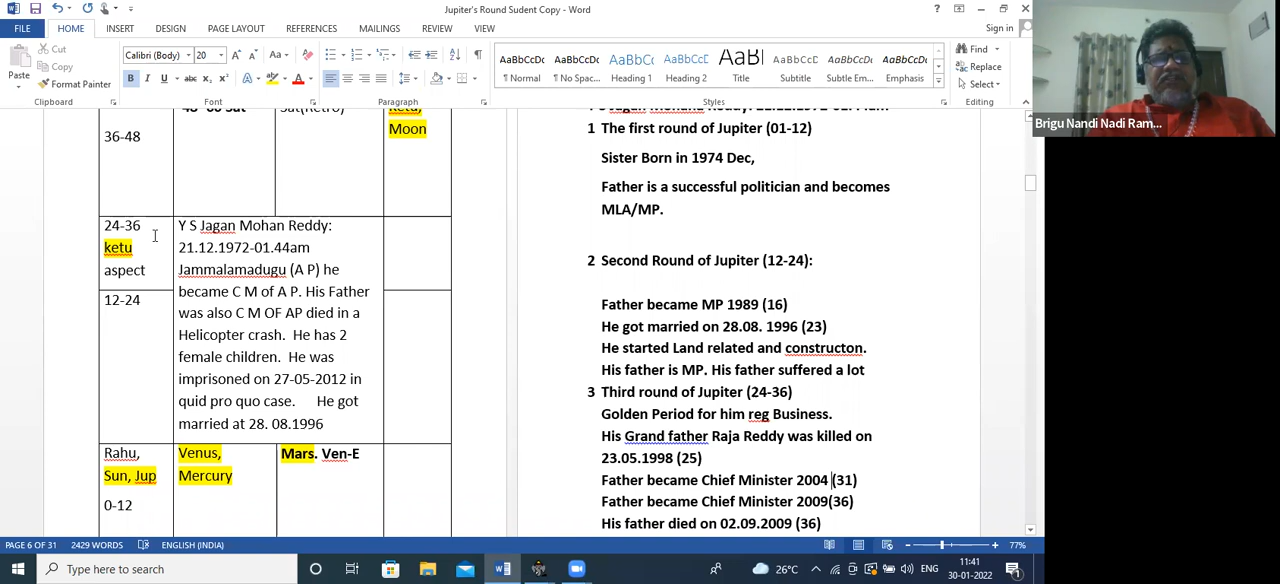 Jupiter's Round Sudent Copy - Word
Sign in
FILE HOME INSERT DESIGN PAGE LAYOUT REFERENCES MAILINGS REVIEW VIEW
Paste
Cut
Copy
Format Painter
Clipboard
Calibri (Body) 20
Font
Paragraph
AaBbCcDc AaBbCcDc AaBbCc AaBbCc AaBl AaBbCcD AaBbCcDc AaBbCcDc
¶ Normal ¶ No Spac... Heading 1 Heading 2 Title Subtitle Subtle Em... Emphasis
Styles
Find
Replace
Select
Editing
Brigu Nandi Nadi Ram...
Moon
36-48
24-36
ketu
aspect
12-24
Y S Jagan Mohan Reddy:
21.12.1972-01.44am
Jammalamadugu (A P) he
became C M of A P. His Father
was also C M OF AP died in a
Helicopter crash. He has 2
female children. He was
imprisoned on 27-05-2012 in
quid pro quo case. He got
married at 28. 08.1996
Rahu,
Sun, Jup
0-12
Venus,
Mercury
Mars. Ven-E
1 The first round of Jupiter (01-12)
Sister Born in 1974 Dec,
Father is a successful politician and becomes
MLA/MP.
2 Second Round of Jupiter (12-24):
Father became MP 1989 (16)
He got married on 28.08. 1996 (23)
He started Land related and constructon.
His father is MP. His father suffered a lot
3 Third round of Jupiter (24-36)
Golden Period for him reg Business.
His Grand father Raja Reddy was killed on
23.05.1998 (25)
Father became Chief Minister 2004 (31)
Father became Chief Minister 2009(36)
His father died on 02.09.2009 (36)
PAGE 6 OF 31 2429 WORDS ENGLISH (INDIA) 77%
Type here to search
26°C
ENG
11:41
30-01-2022